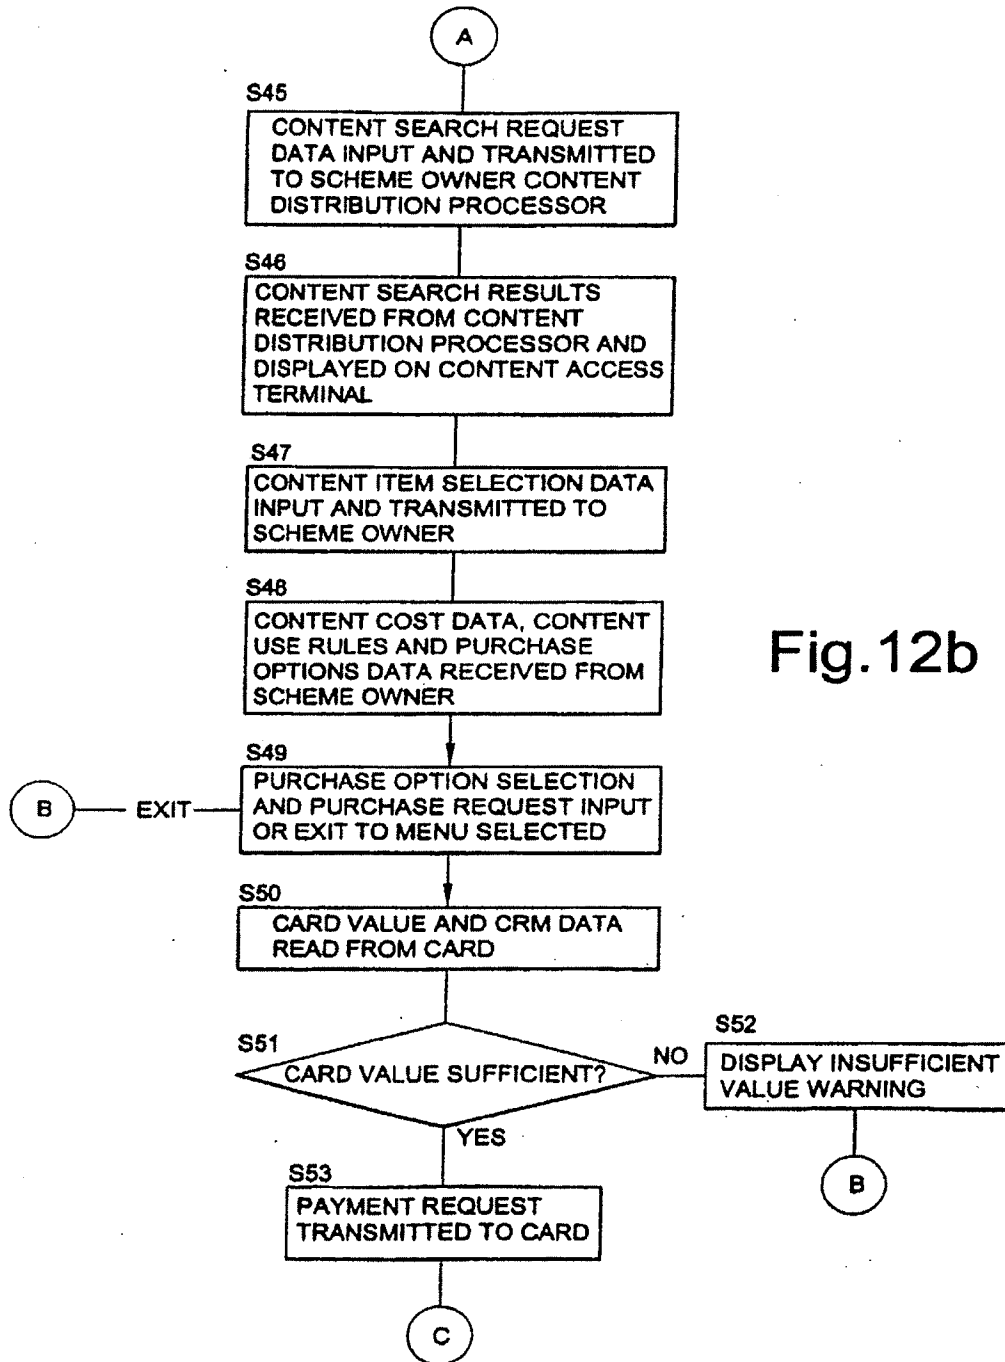 A
S45
CONTENT SEARCH REQUEST
DATA INPUT AND TRANSMITTED
TO SCHEME OWNER CONTENT
DISTRIBUTION PROCESSOR
S46
CONTENT SEARCH RESULTS
RECEIVED FROM CONTENT
DISTRIBUTION PROCESSOR AND
DISPLAYED ON CONTENT ACCESS
TERMINAL
S47
CONTENT ITEM SELECTION DATA
INPUT AND TRANSMITTED TO
SCHEME OWNER
S48
CONTENT COST DATA, CONTENT
USE RULES AND PURCHASE
OPTIONS DATA RECEIVED FROM
SCHEME OWNER
Fig.12b
S49
PURCHASE OPTION SELECTION
AND PURCHASE REQUEST INPUT
OR EXIT TO MENU SELECTED
B
EXIT
S50
CARD VALUE AND CRM DATA
READ FROM CARD
S51
CARD VALUE SUFFICIENT?
NO
S52
DISPLAY INSUFFICIENT
VALUE WARNING
B
YES
S53
PAYMENT REQUEST
TRANSMITTED TO CARD
C